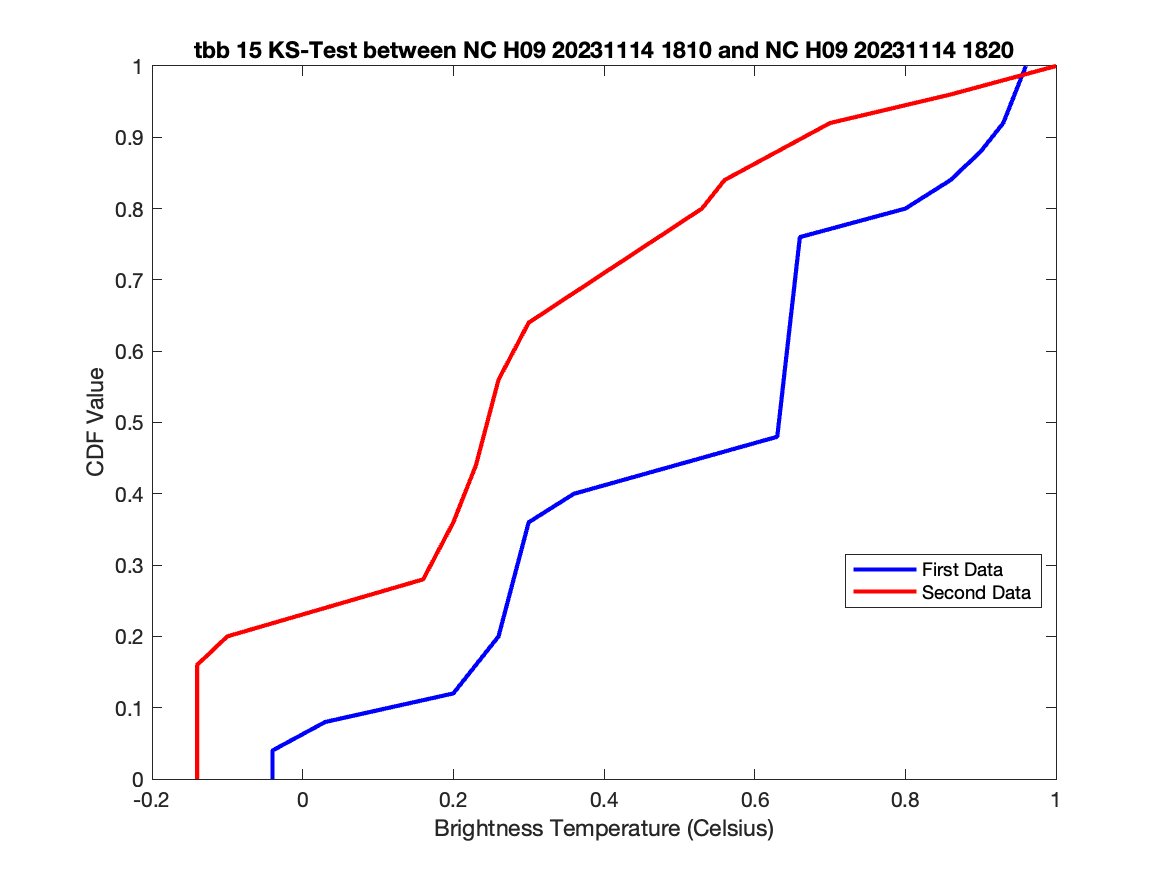 tbb 15 KS-Test between NC H09 20231114 1810 and NC H09 20231114 1820
1
0.9
0.8
0.7
0.6
0.5
0.4
0.3
0.2
0.1
0
CDF Value
First Data
Second Data
-0.2 0 0.2 0.4 0.6 0.8 1
Brightness Temperature (Celsius)